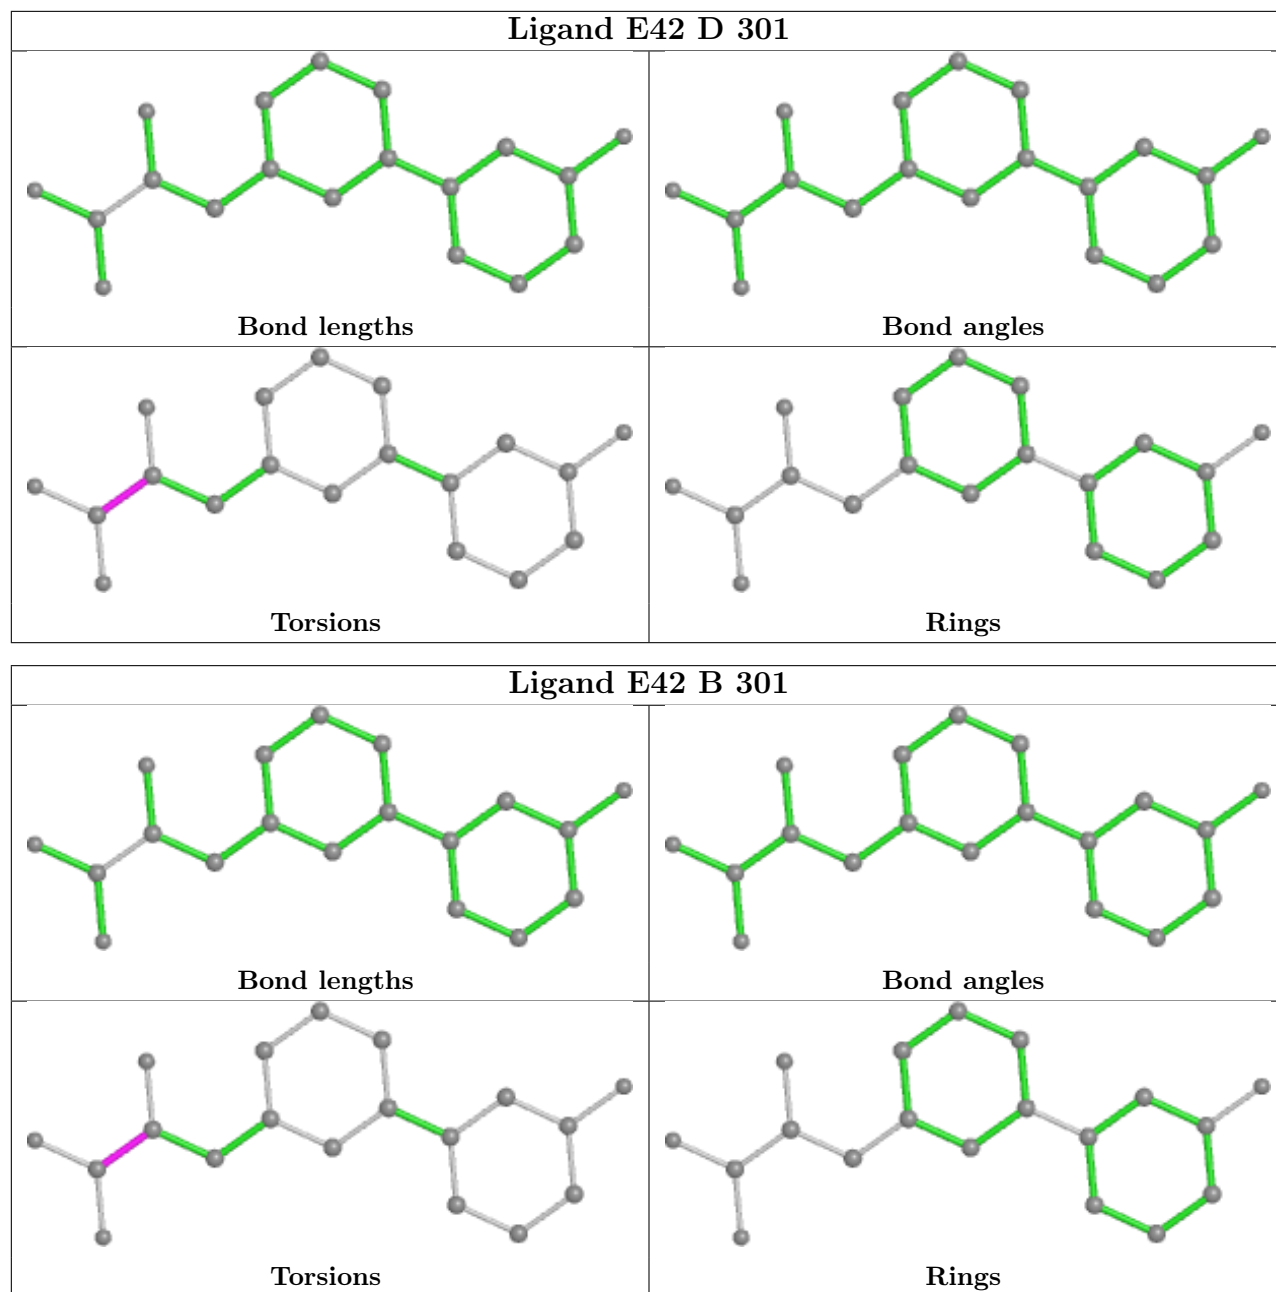 Ligand E42 D 301
Bond lengths
Bond angles
Torsions
Rings
Ligand E42 B 301
Bond lengths
Bond angles
Torsions
Rings